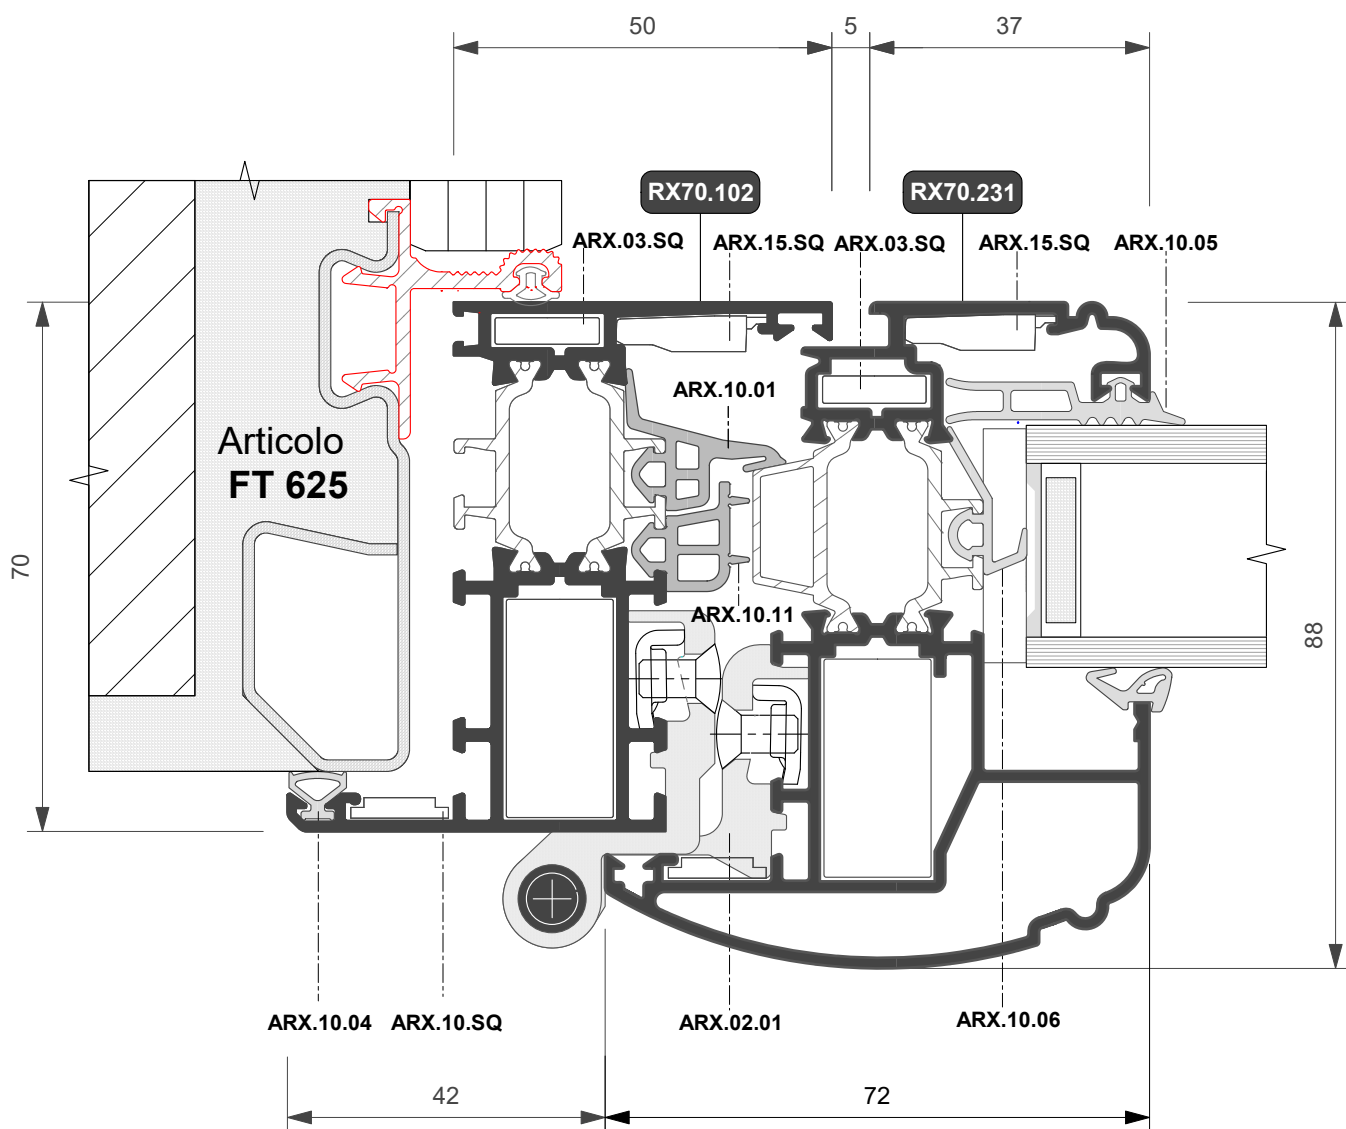 50
5
37
RX70.102
RX70.231
ARX.03.SQ
ARX.15.SQ
ARX.03.SQ
ARX.15.SQ
ARX.10.05
ARX.10.01
Articolo
FT 625
70
ARX.10.11
88
ARX.10.04
ARX.10.SQ
ARX.02.01
ARX.10.06
42
72